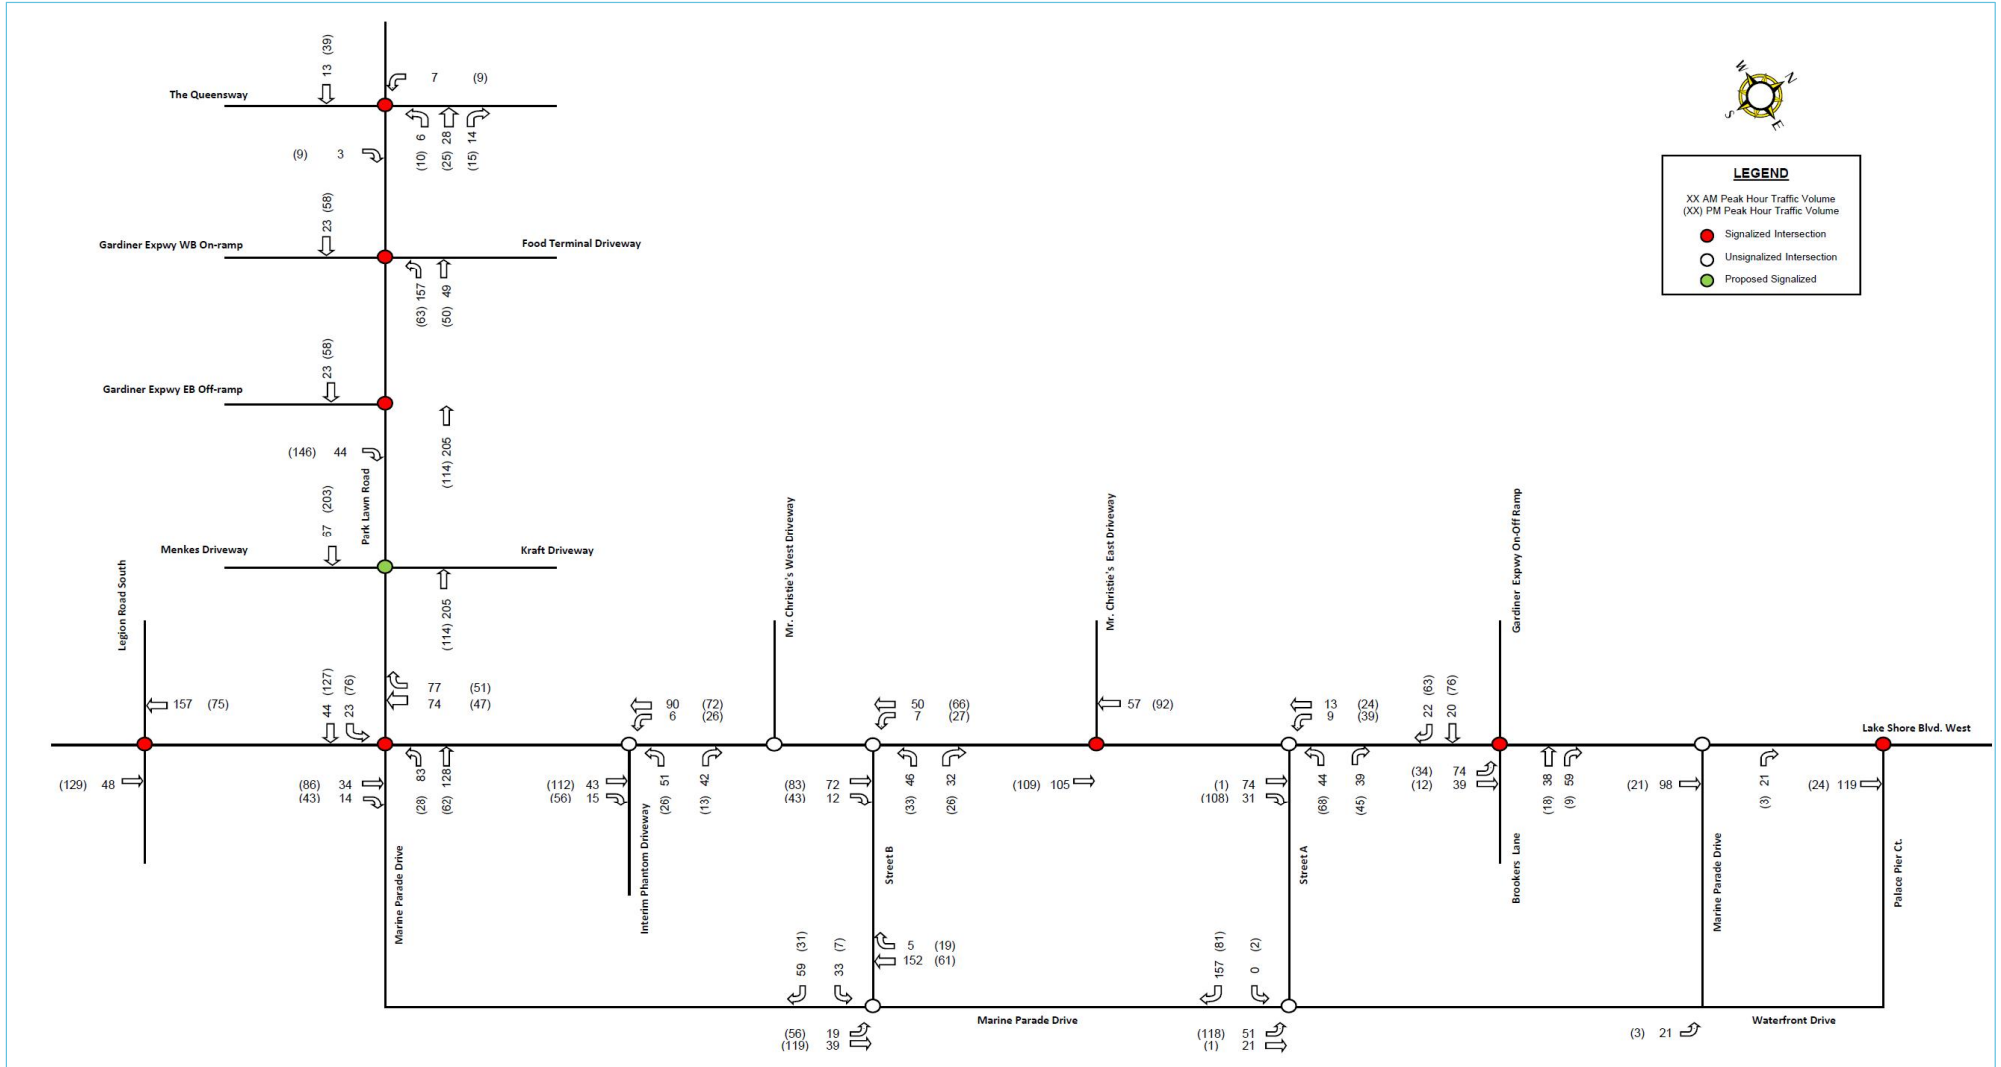 13 (39)
7 (9)
The Queensway
(10) 6
(25) 28
(15) 14
(9) 3
W
N
S
E
LEGEND
XX AM Peak Hour Traffic Volume
(XX) PM Peak Hour Traffic Volume
Signalized Intersection
Unsignalized Intersection
Proposed Signalized
23 (58)
Gardiner Expwy WB On-ramp
Food Terminal Driveway
(63) 157
(50) 49
23 (58)
Gardiner Expwy EB Off-ramp
(146) 44
(114) 205
Park Lawn Road
67 (203)
Menkes Driveway
Kraft Driveway
(114) 205
Legion Road South
Mr. Christie's West Driveway
Mr. Christie's East Driveway
Gardiner Expwy On-Off Ramp
157 (75)
44 (127)
23 (76)
77 (51)
74 (47)
90 (72)
6 (26)
50 (66)
7 (27)
57 (92)
13 (24)
9 (39)
22 (63)
20 (76)
Lake Shore Blvd. West
(129) 48
(86) 34
(43) 14
(28) 83
(62) 128
(112) 43
(56) 15
(26) 51
(13) 42
(83) 72
(43) 12
(33) 46
(26) 32
(109) 105
(1) 74
(108) 31
(68) 44
(45) 39
(34) 74
(12) 39
(18) 38
(9) 59
(21) 98
(3) 21
(24) 119
Marine Parade Drive
Interim Phantom Driveway
Street B
Street A
Brookers Lane
Marine Parade Drive
Palace Pier Ct.
59 (31)
33 (7)
5 (19)
152 (61)
157 (81)
0 (2)
Marine Parade Drive
Waterfront Drive
(56) 19
(119) 39
(118) 51
(1) 21
(3) 21